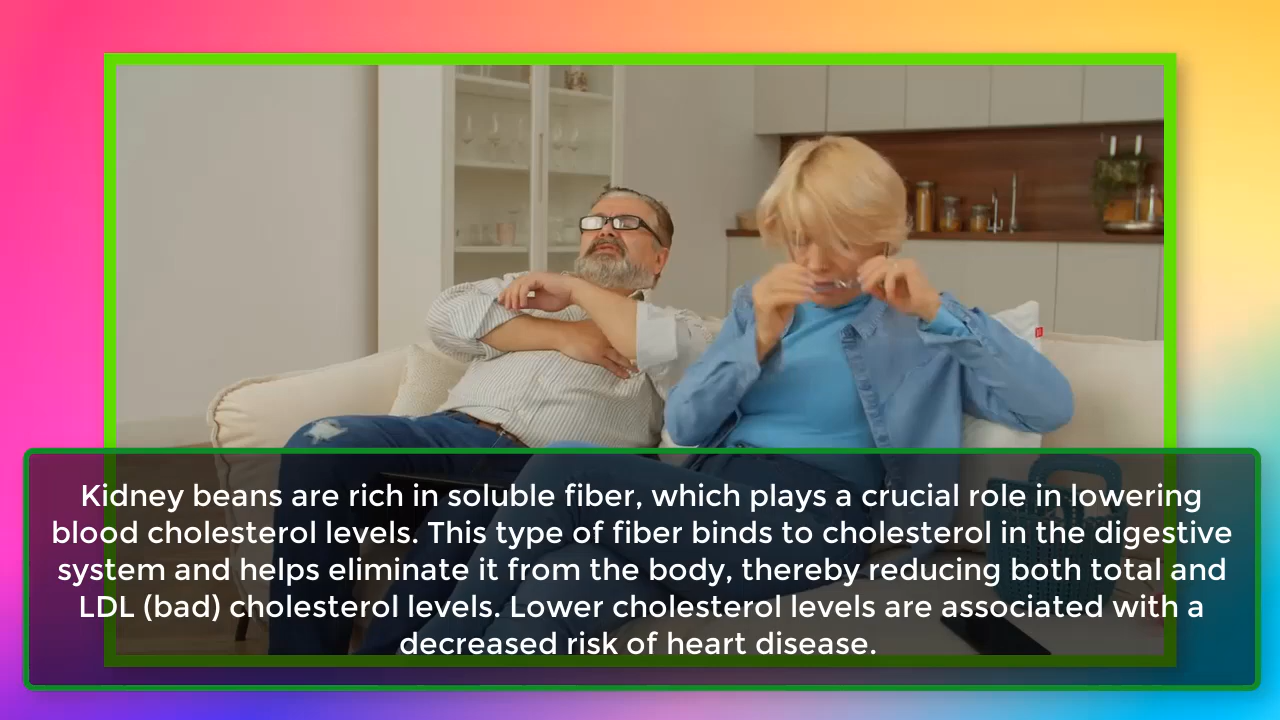 Kidney beans are rich in soluble fiber, which plays a crucial role in lowering
blood cholesterol levels. This type of fiber binds to cholesterol in the digestive
system and helps eliminate it from the body, thereby reducing both total and
LDL (bad) cholesterol levels. Lower cholesterol levels are associated with a
decreased risk of heart disease.